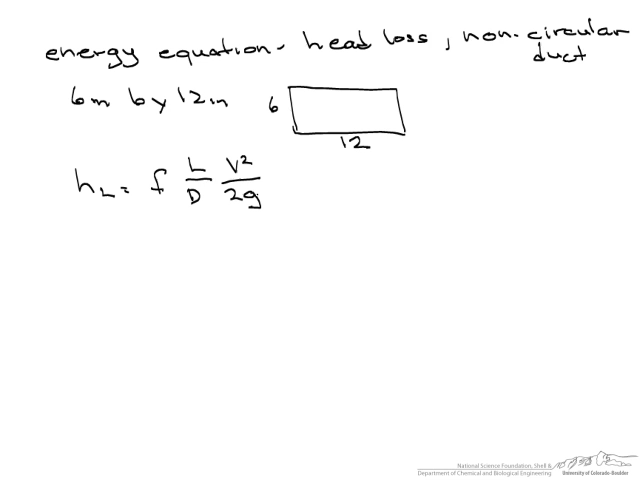 energy equation - head loss, non-circular
duct
6in by 12in
6
12
h_L = f L/D V²/2g
National Science Foundation, Shell &
Department of Chemical and Biological Engineering
University of Colorado-Boulder